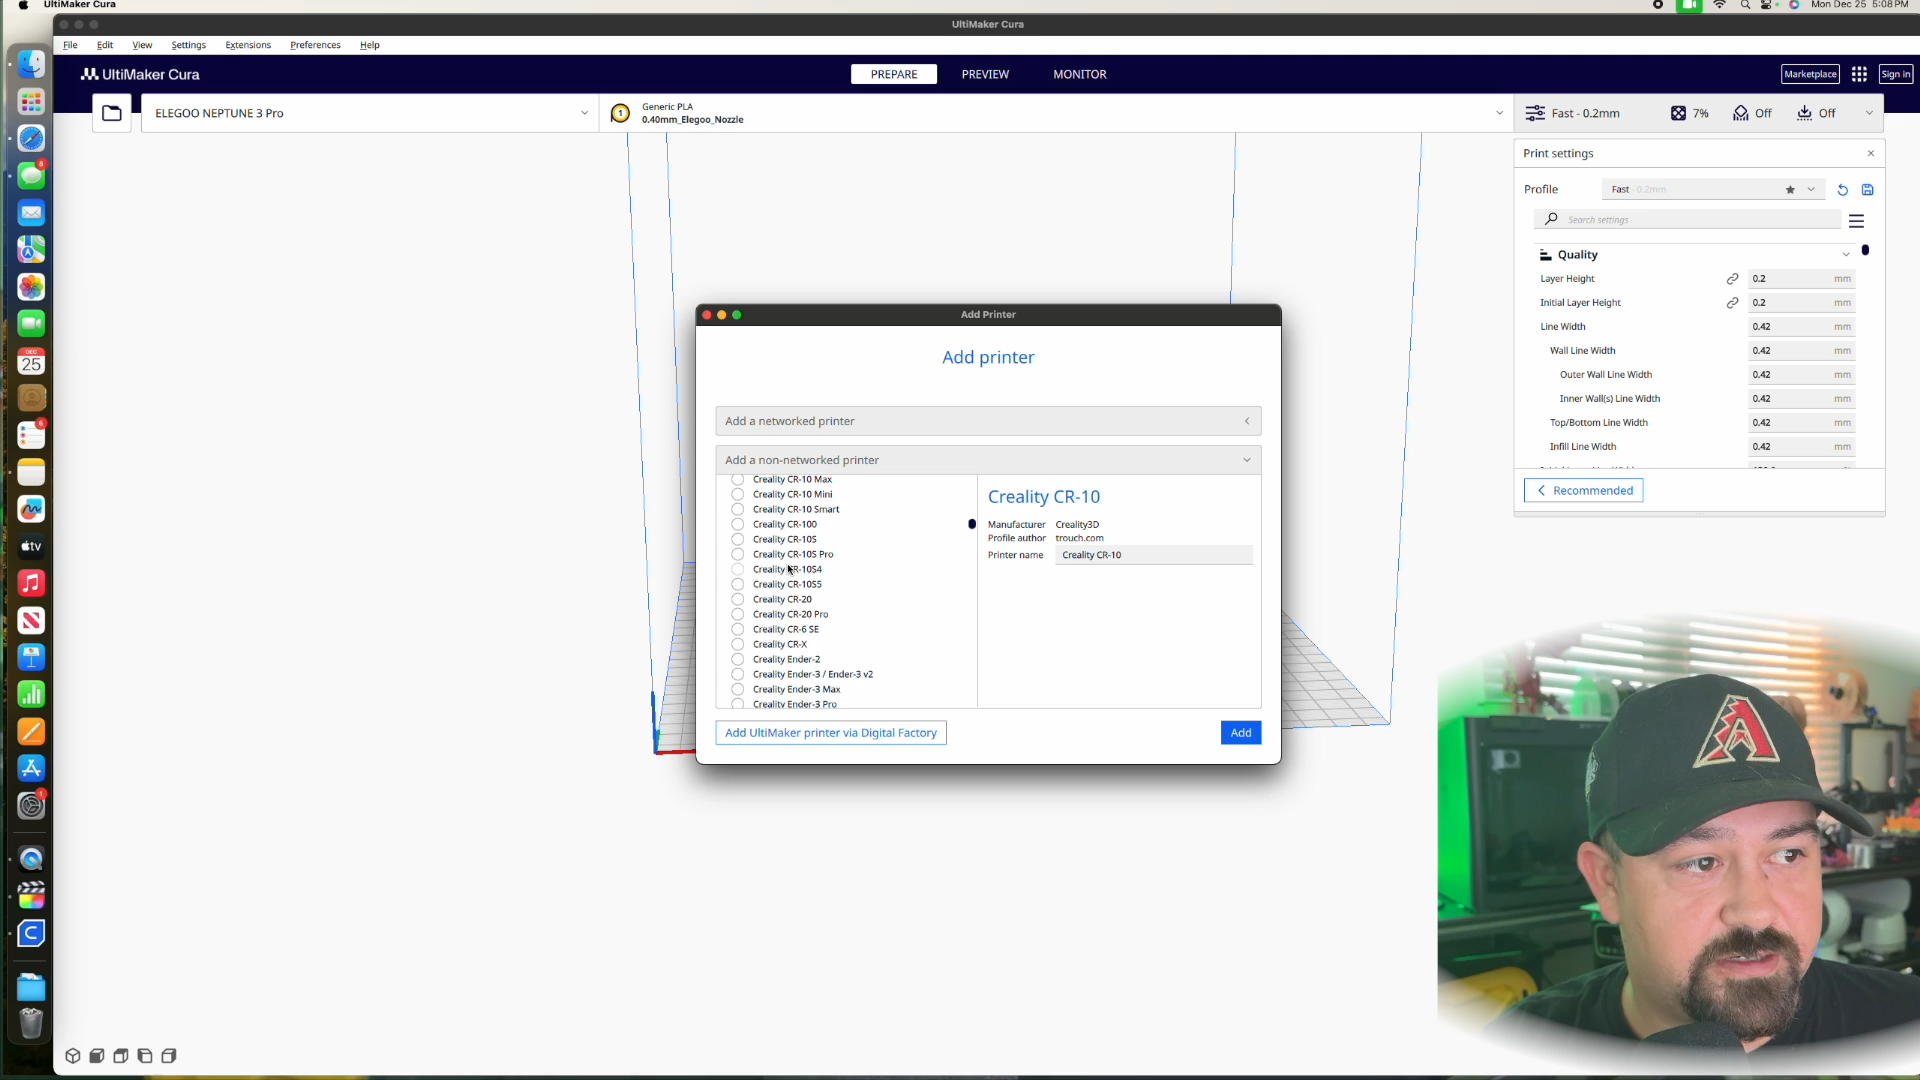 UltiMaker Cura
Mon Dec 25 5:08 PM
UltiMaker Cura
File Edit View Settings Extensions Preferences Help
UltiMaker Cura
PREPARE PREVIEW MONITOR
Marketplace Sign in
ELEGOO NEPTUNE 3 Pro
1
Generic PLA
0.40mm_Elegoo_Nozzle
Fast - 0.2mm 7% Off Off
Print settings
Profile Fast - 0.2mm
Search settings
Quality
Layer Height 0.2 mm
Initial Layer Height 0.2 mm
Line Width 0.42 mm
Wall Line Width 0.42 mm
Outer Wall Line Width 0.42 mm
Inner Wall(s) Line Width 0.42 mm
Top/Bottom Line Width 0.42 mm
Infill Line Width 0.42 mm
Recommended
Add Printer
Add printer
Add a networked printer
Add a non-networked printer
Creality CR-10 Max
Creality CR-10 Mini
Creality CR-10 Smart
Creality CR-100
Creality CR-10S
Creality CR-10S Pro
Creality CR-10S4
Creality CR-10S5
Creality CR-20
Creality CR-20 Pro
Creality CR-6 SE
Creality CR-X
Creality Ender-2
Creality Ender-3 / Ender-3 v2
Creality Ender-3 Max
Creality Ender-3 Pro
Creality CR-10
Manufacturer Creality3D
Profile author trouch.com
Printer name Creality CR-10
Add UltiMaker printer via Digital Factory
Add
DEC
25
tv
A